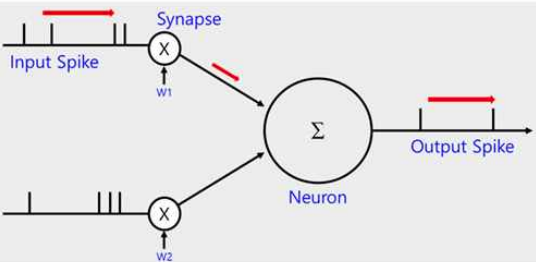 Synapse
X
Input Spike
W1
Σ
Output Spike
Neuron
X
W2